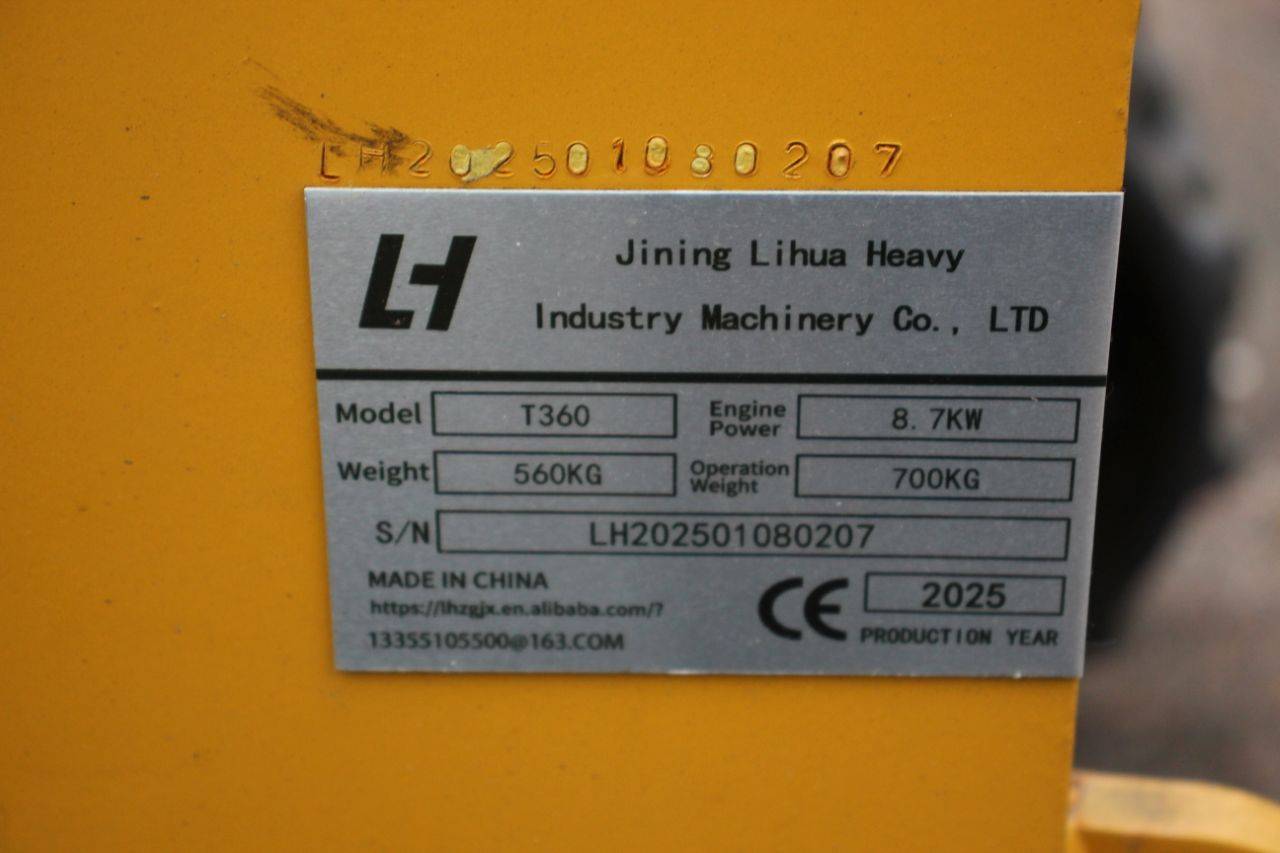 LH202501080207
LH
Jining Lihua Heavy
Industry Machinery Co., LTD
Model T360 Engine Power 8.7KW
Weight 560KG Operation Weight 700KG
S/N LH202501080207
MADE IN CHINA
https://lhzgjx.en.alibaba.com/?
13355105500@163.COM
CE 2025
PRODUCTION YEAR